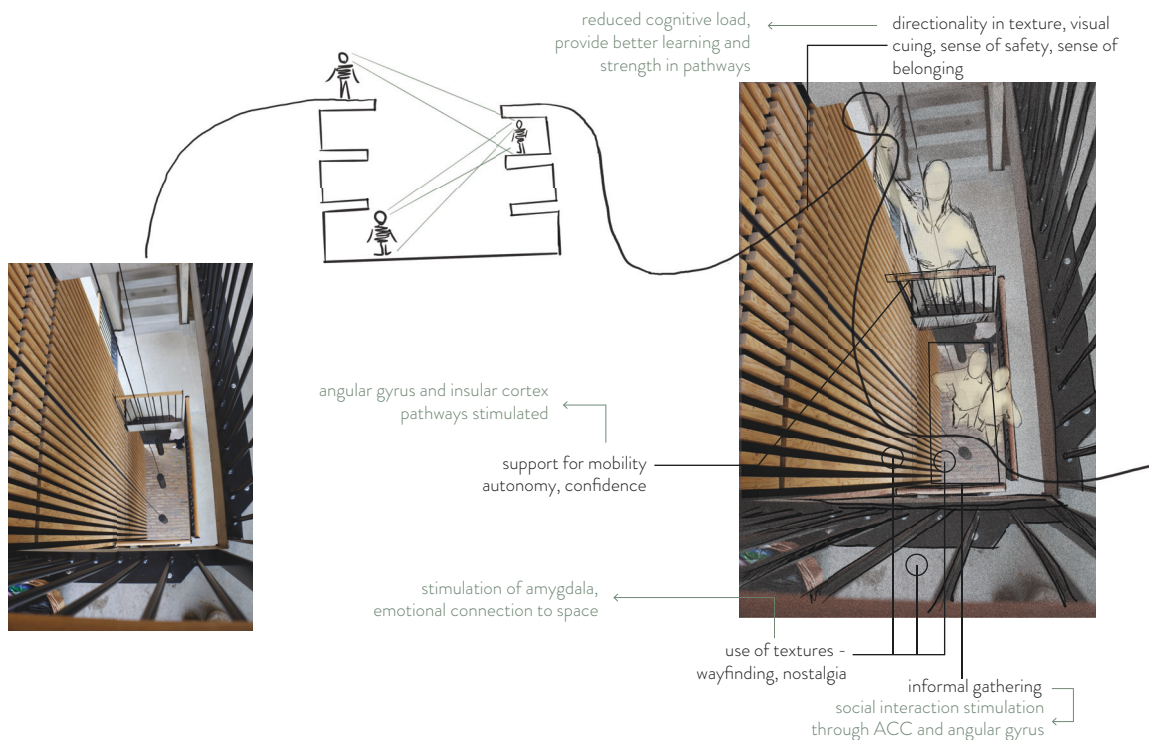 reduced cognitive load,
provide better learning and
strength in pathways
directionality in texture, visual
cuing, sense of safety, sense of
belonging
angular gyrus and insular cortex
pathways stimulated
support for mobility
autonomy, confidence
stimulation of amygdala,
emotional connection to space
use of textures -
wayfinding, nostalgia
informal gathering
social interaction stimulation
through ACC and angular gyrus